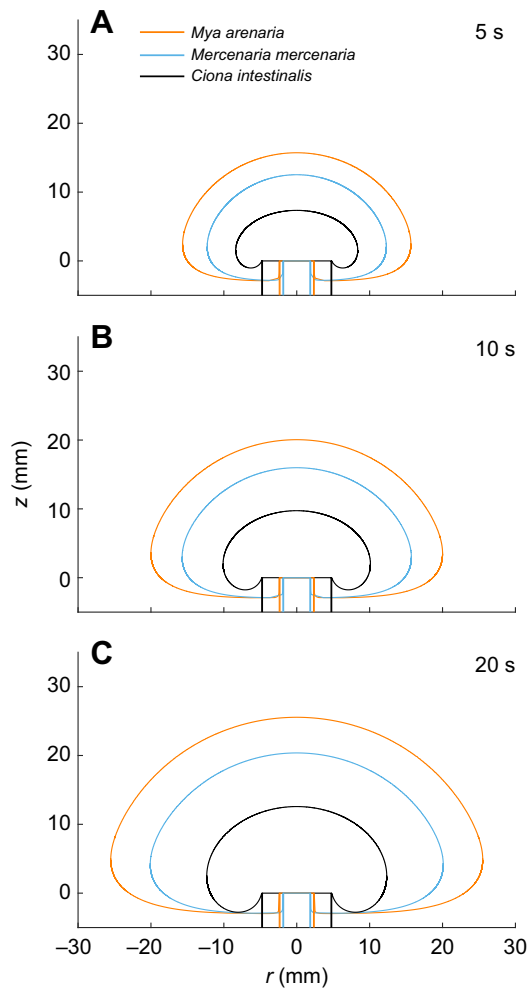 A
5 s
Mya arenaria
Mercenaria mercenaria
Ciona intestinalis
30
20
10
0
B
10 s
30
20
10
0
z (mm)
C
20 s
30
20
10
0
–30 –20 –10 0 10 20 30
r (mm)